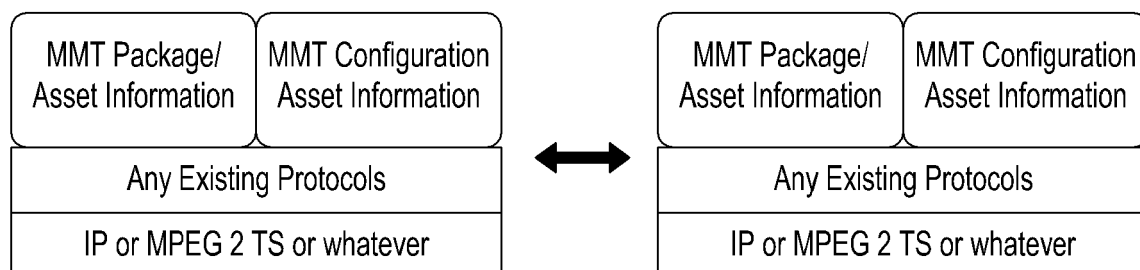 MMT Package/
Asset Information
MMT Configuration
Asset Information
Any Existing Protocols
IP or MPEG 2 TS or whatever
MMT Package/
Asset Information
MMT Configuration
Asset Information
Any Existing Protocols
IP or MPEG 2 TS or whatever